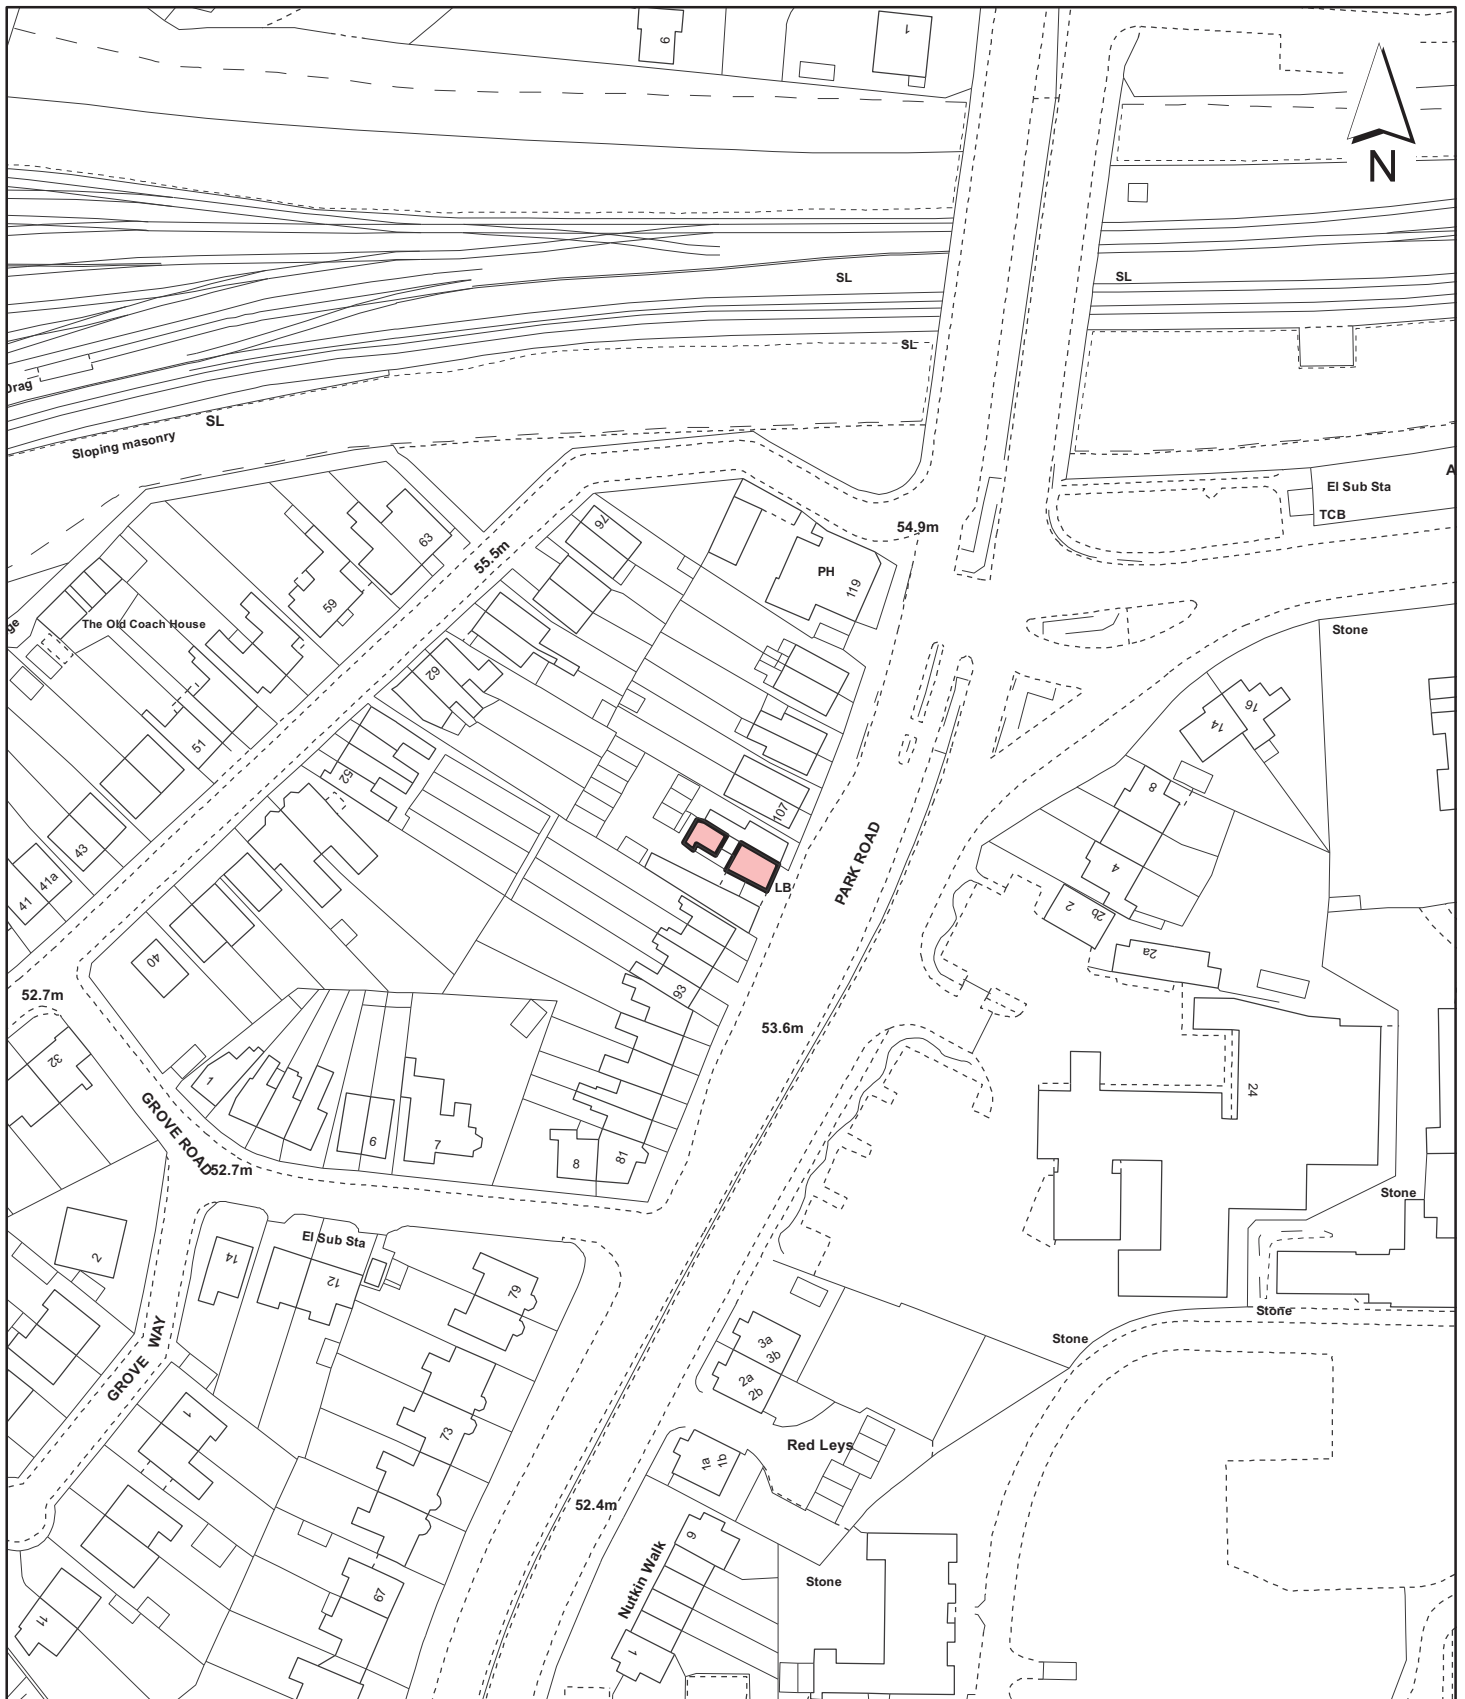 9
1
N
SL
SL
SL
Drag
SL
Sloping masonry
A
El Sub Sta
TCB
54.9m
76
63
55.5m
PH
119
59
ge
The Old Coach House
Stone
62
16
14
51
52
8
107
43
PARK ROAD
41a
41
4
LB
2
2b
2a
40
93
52.7m
53.6m
32
1
24
GROVE ROAD
6
7
8
81
52.7m
Stone
El Sub Sta
2
14
12
79
Stone
GROVE WAY
Stone
3a
3b
2a
2b
1
73
Red Leys
1a
1b
52.4m
9
Nutkin Walk
Stone
67
11
1